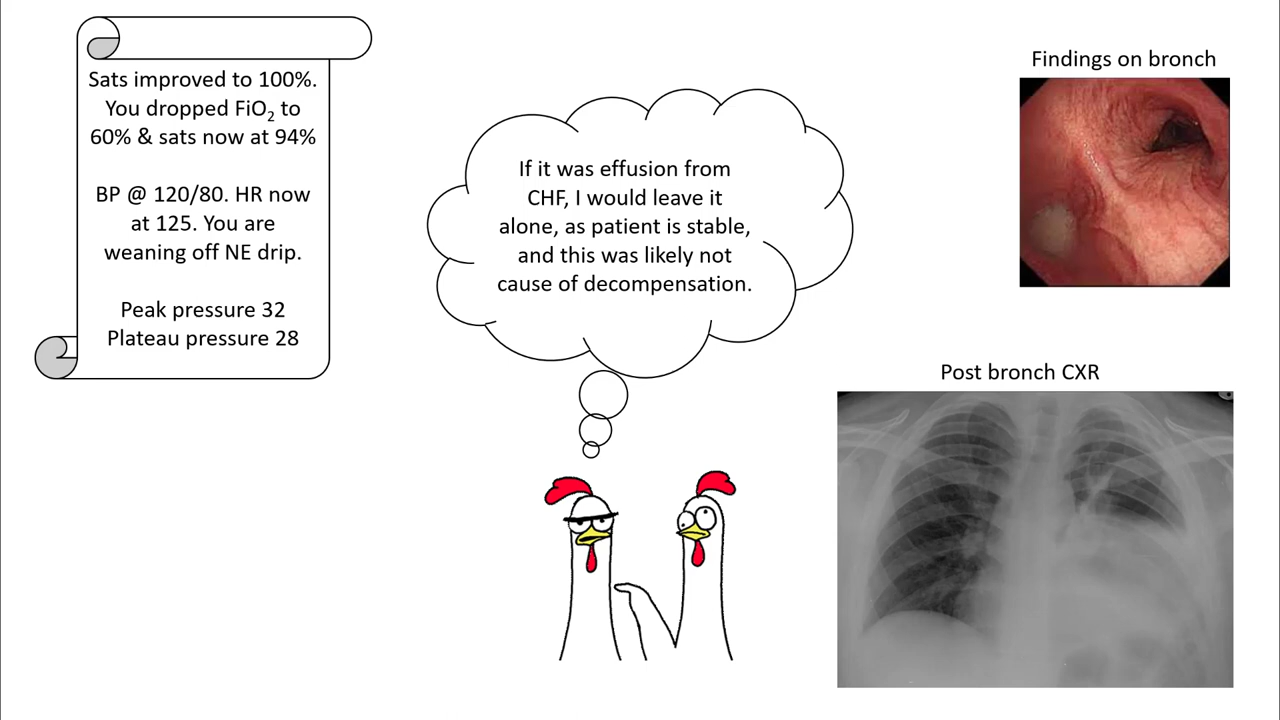 Sats improved to 100%.
You dropped FiO₂ to
60% & sats now at 94%
BP @ 120/80. HR now
at 125. You are
weaning off NE drip.
Peak pressure 32
Plateau pressure 28
If it was effusion from
CHF, I would leave it
alone, as patient is stable,
and this was likely not
cause of decompensation.
Findings on bronch
Post bronch CXR